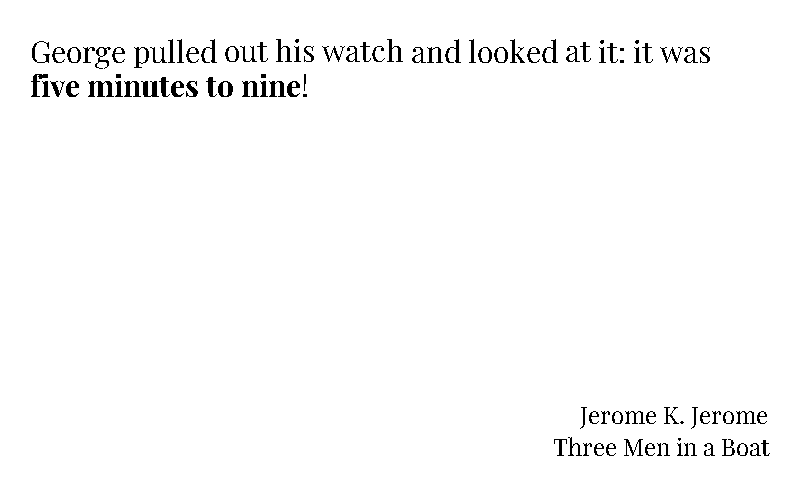 George pulled out his watch and looked at it: it was
five minutes to nine!
Jerome K. Jerome
Three Men in a Boat